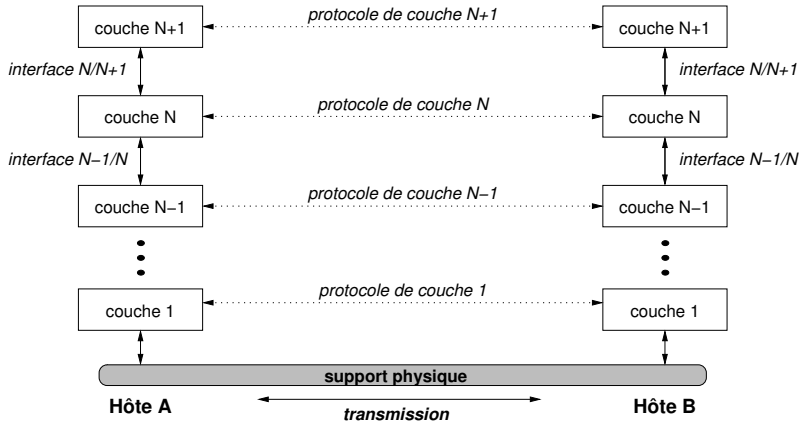 couche N+1
protocole de couche N+1
couche N+1
interface N/N+1
interface N/N+1
couche N
protocole de couche N
couche N
interface N−1/N
interface N−1/N
couche N−1
protocole de couche N−1
couche N−1
couche 1
protocole de couche 1
couche 1
support physique
Hôte A
transmission
Hôte B